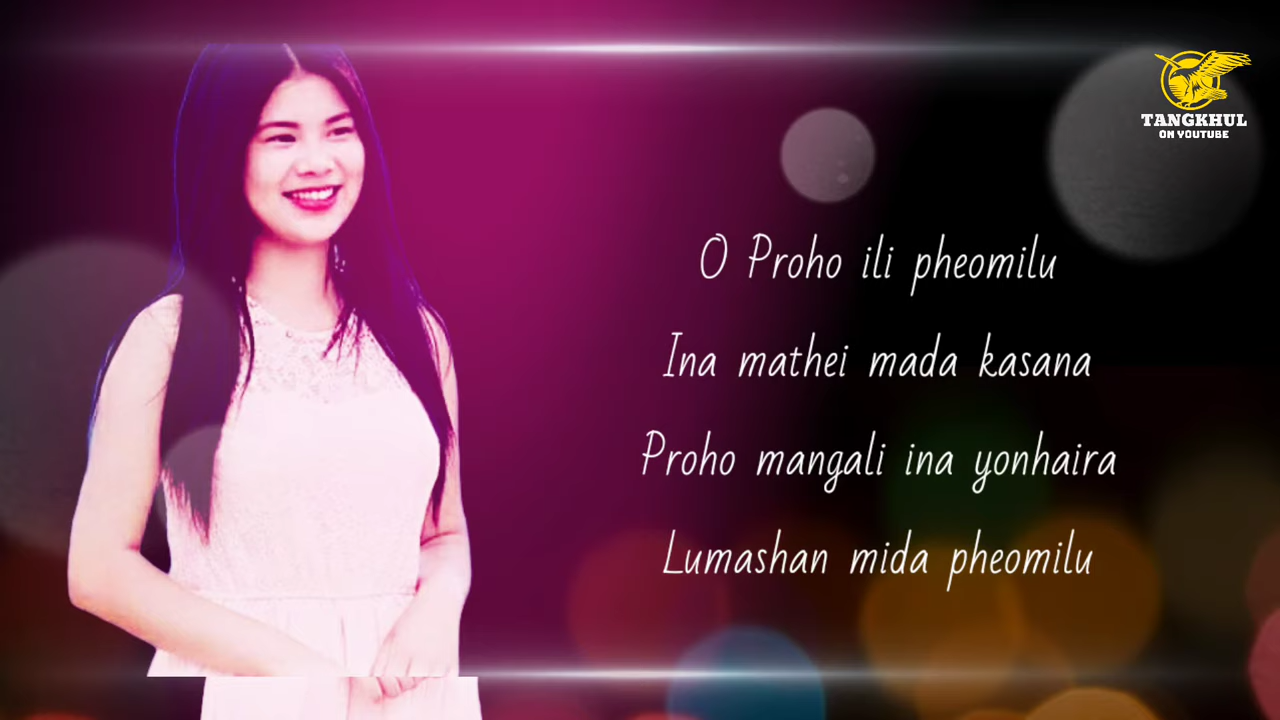 TANGKHUL
ON YOUTUBE
O Proho ili pheomilu
Ina mathei mada kasana
Proho mangali ina yonhaira
Lumashan mida pheomilu